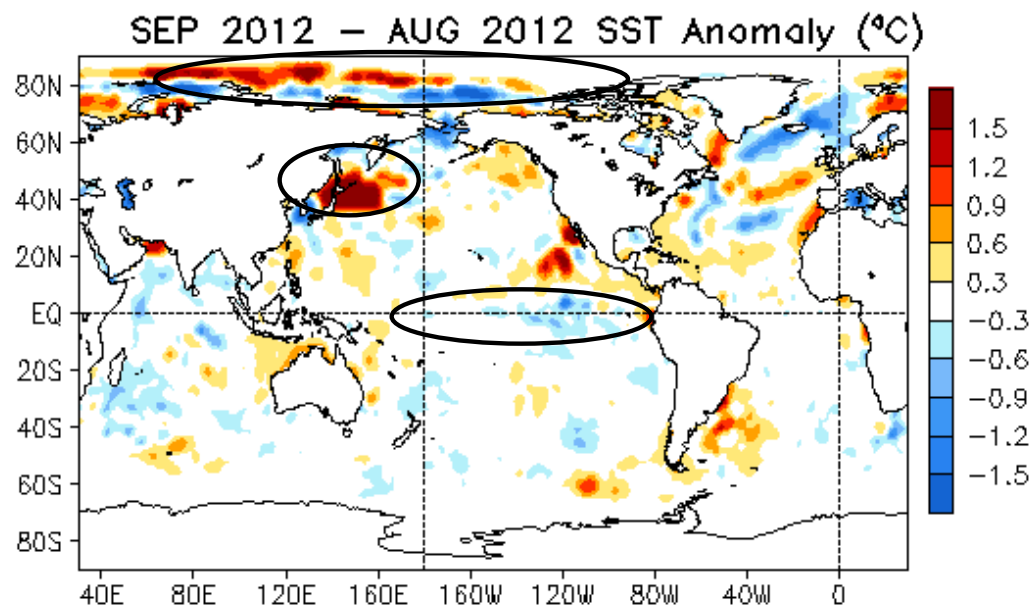 SEP 2012 – AUG 2012 SST Anomaly (°C)
80N
60N
40N
20N
EQ
20S
40S
60S
80S
1.5
1.2
0.9
0.6
0.3
−0.3
−0.6
−0.9
−1.2
−1.5
40E 80E 120E 160E 160W 120W 80W 40W 0